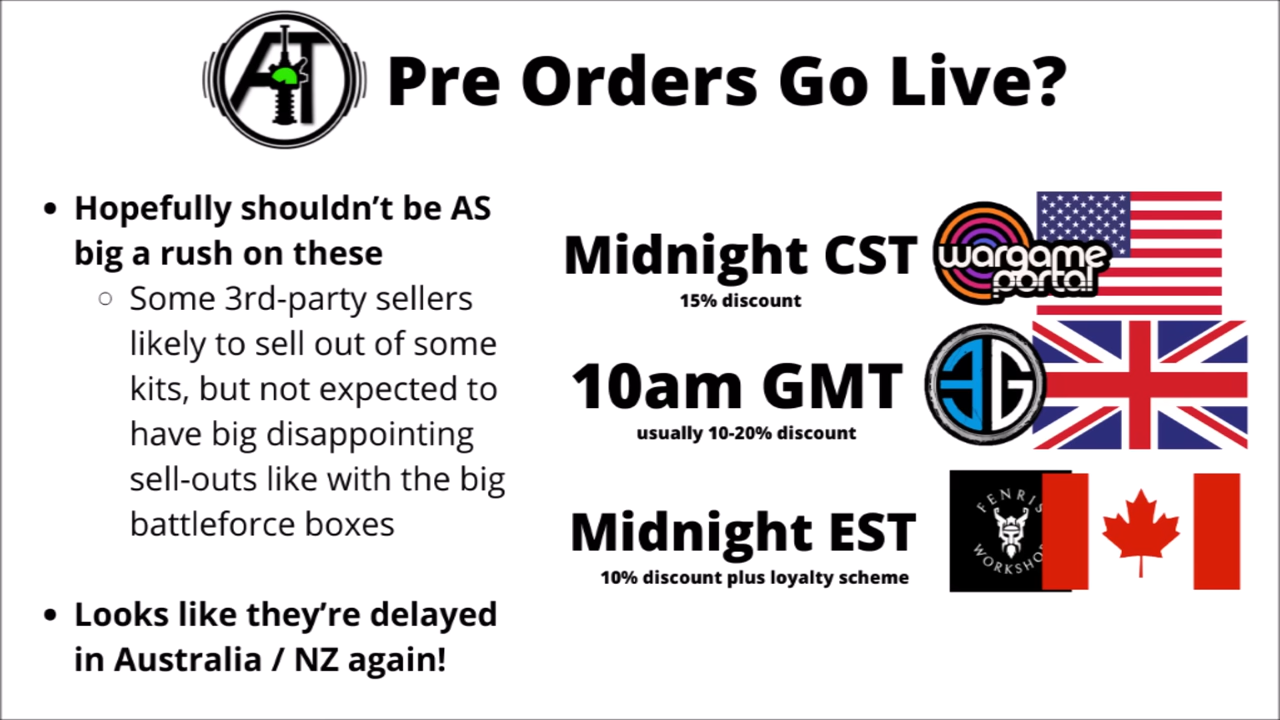 AT
Pre Orders Go Live?
• Hopefully shouldn't be AS
big a rush on these
○ Some 3rd-party sellers
likely to sell out of some
kits, but not expected to
have big disappointing
sell-outs like with the big
battleforce boxes
• Looks like they're delayed
in Australia / NZ again!
Midnight CST
15% discount
wargame
portal
10am GMT
usually 10-20% discount
3G
Midnight EST
10% discount plus loyalty scheme
FENRIS
WORKSHOP